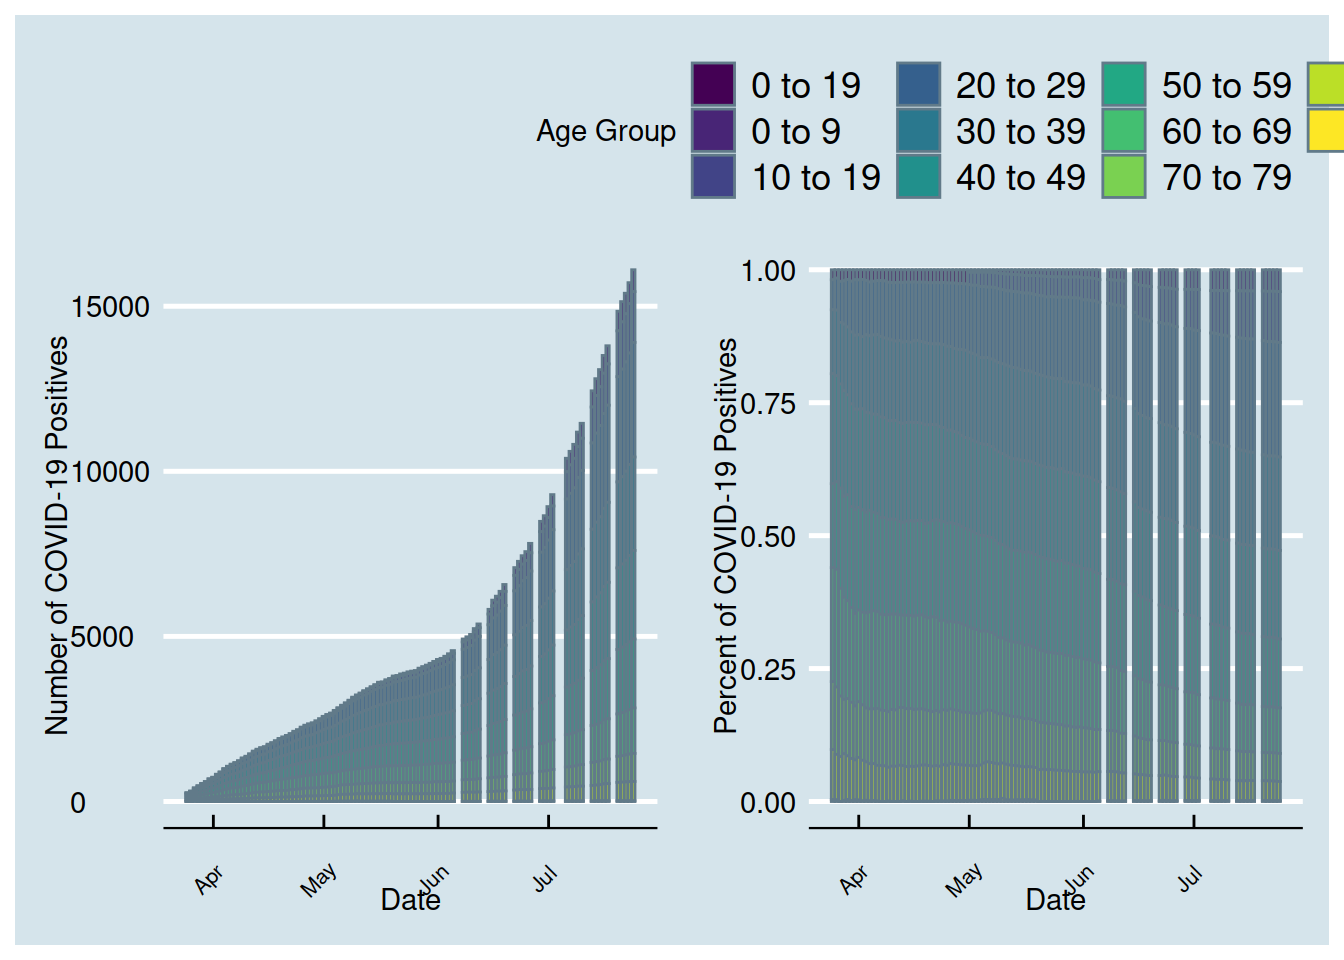 Age Group
0 to 19
0 to 9
10 to 19
20 to 29
30 to 39
40 to 49
50 to 59
60 to 69
70 to 79
Number of COVID-19 Positives
15000
10000
5000
0
Apr
May
Jun
Jul
Date
Percent of COVID-19 Positives
1.00
0.75
0.50
0.25
0.00
Apr
May
Jun
Jul
Date